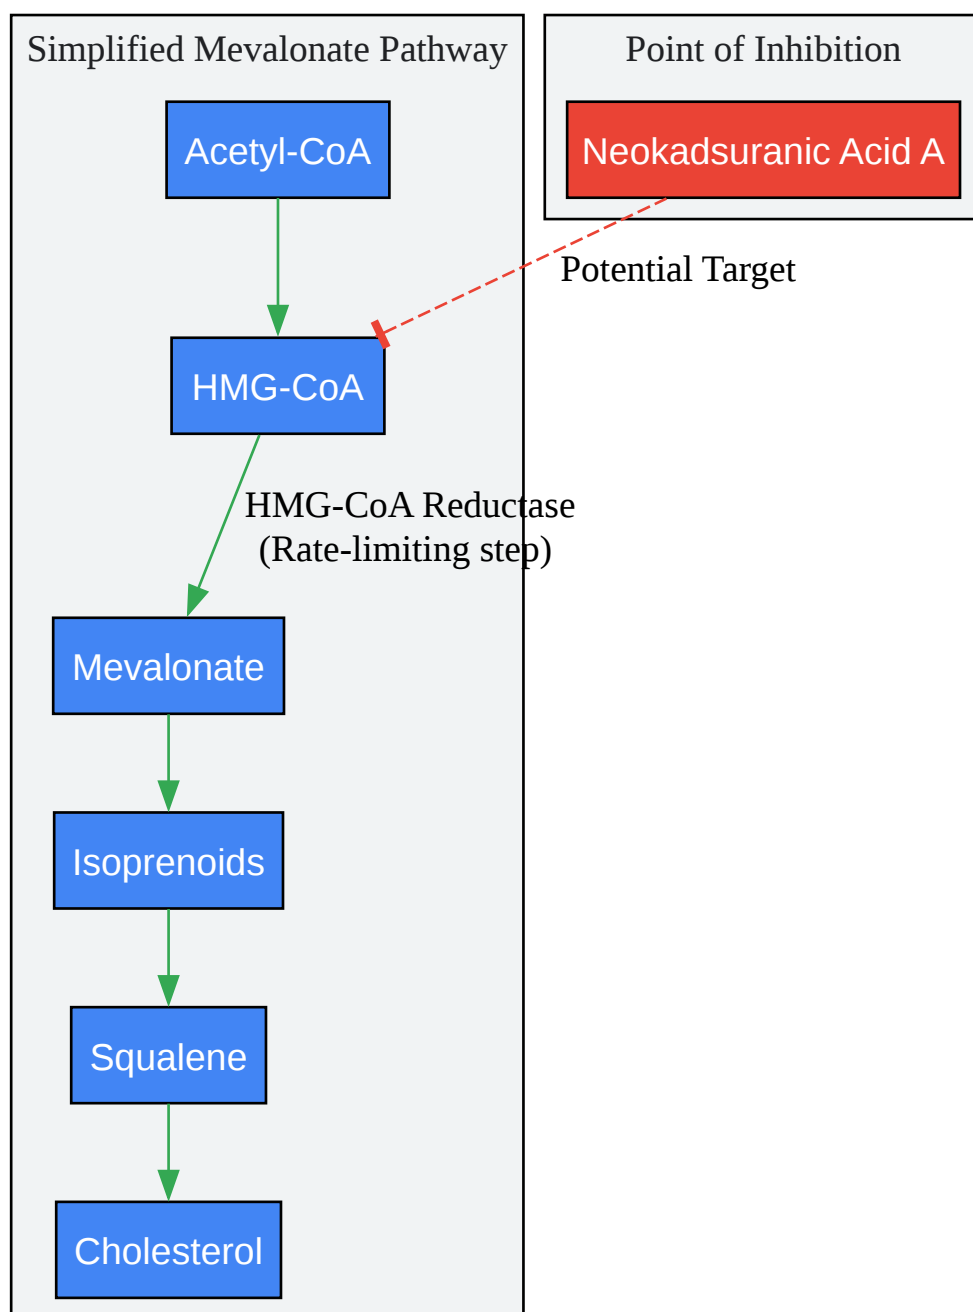 Simplified Mevalonate Pathway
Point of Inhibition
Acetyl-CoA
Neokadsuranic Acid A
Potential Target
HMG-CoA
HMG-CoA Reductase
(Rate-limiting step)
Mevalonate
Isoprenoids
Squalene
Cholesterol